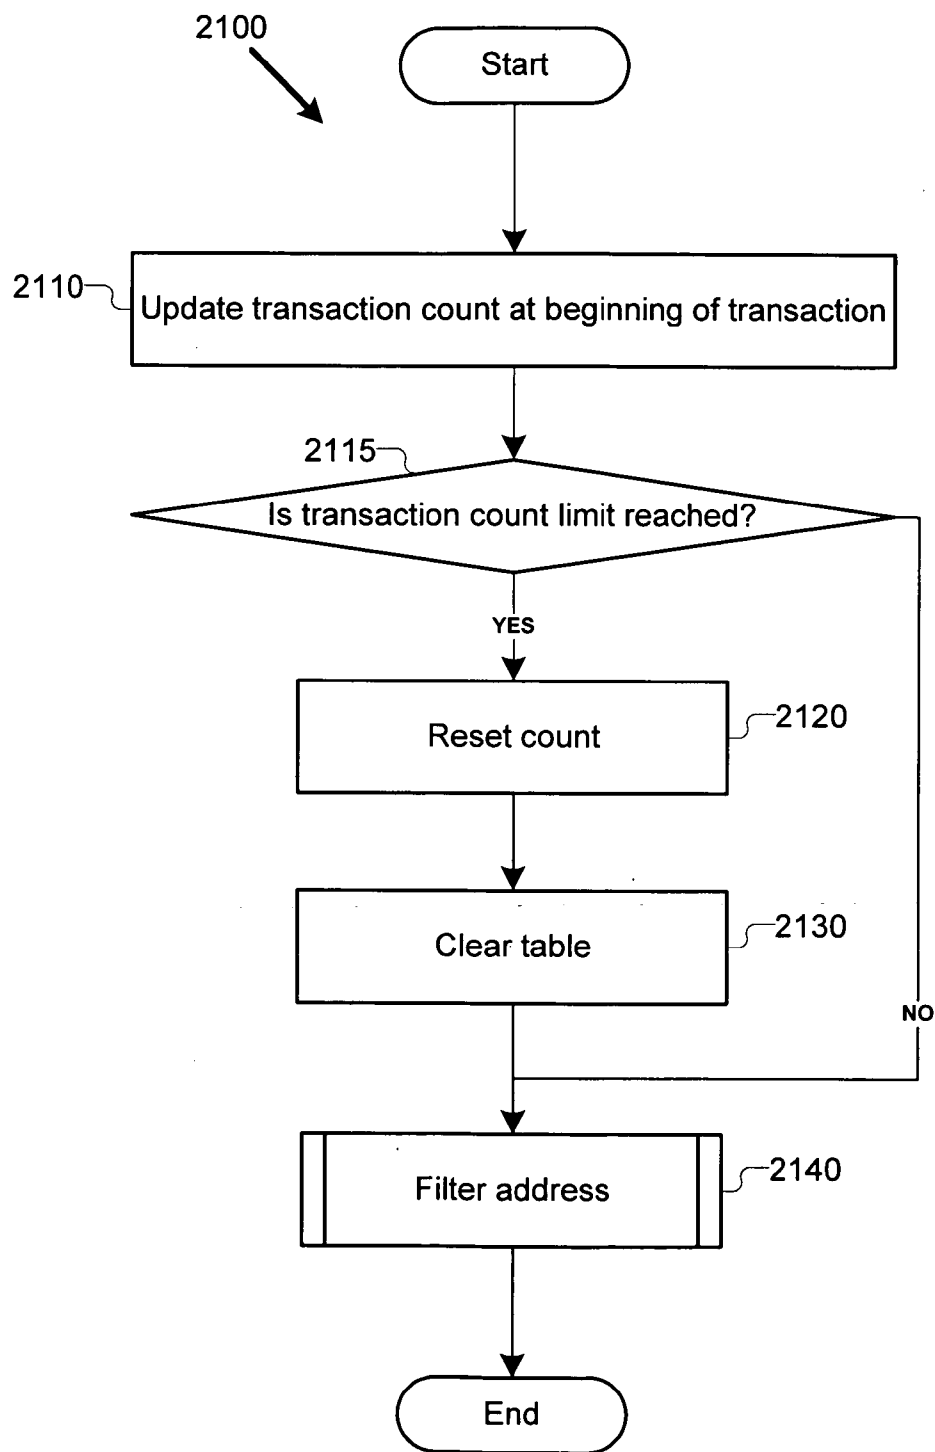 2100
Start
2110
Update transaction count at beginning of transaction
2115
Is transaction count limit reached?
YES
Reset count
2120
Clear table
2130
NO
Filter address
2140
End